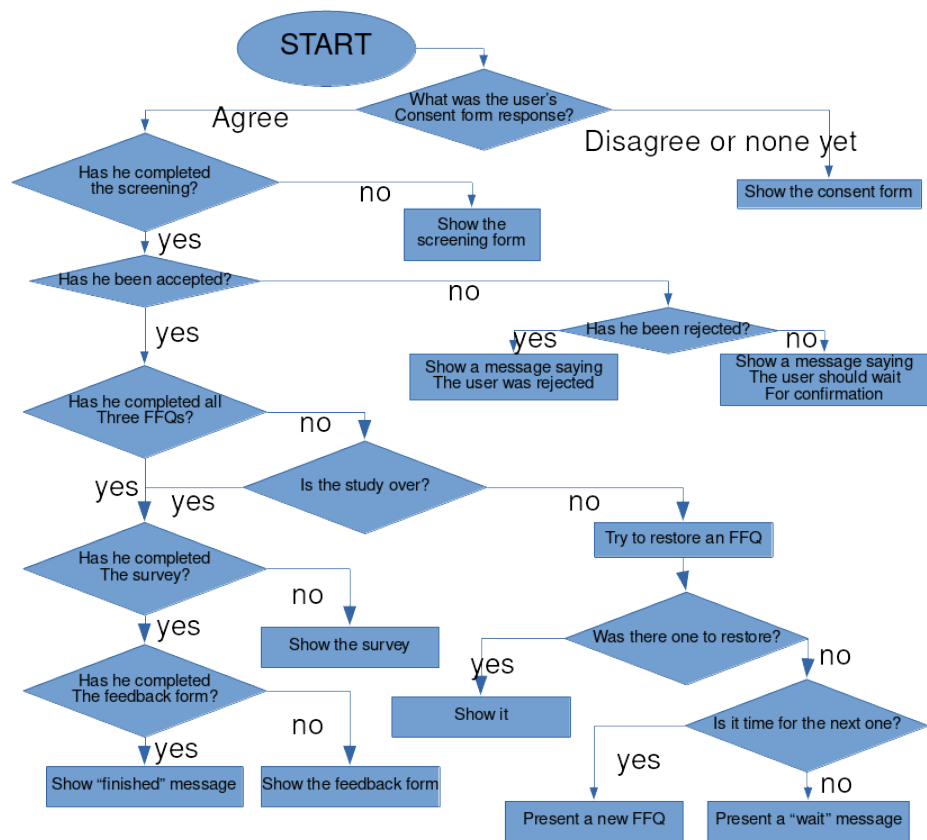 START
What was the user's
Consent form response?
Agree
Disagree or none yet
Has he completed
the screening?
no
Show the consent form
Show the
screening form
yes
Has he been accepted?
no
Has he been rejected?
yes
yes
no
Show a message saying
The user was rejected
Show a message saying
The user should wait
For confirmation
Has he completed all
Three FFQs?
no
Is the study over?
yes
yes
no
Try to restore an FFQ
Has he completed
The survey?
no
Show the survey
yes
Was there one to restore?
yes
no
Show it
Has he completed
The feedback form?
no
yes
Is it time for the next one?
yes
no
Show "finished" message
Show the feedback form
Present a new FFQ
Present a "wait" message